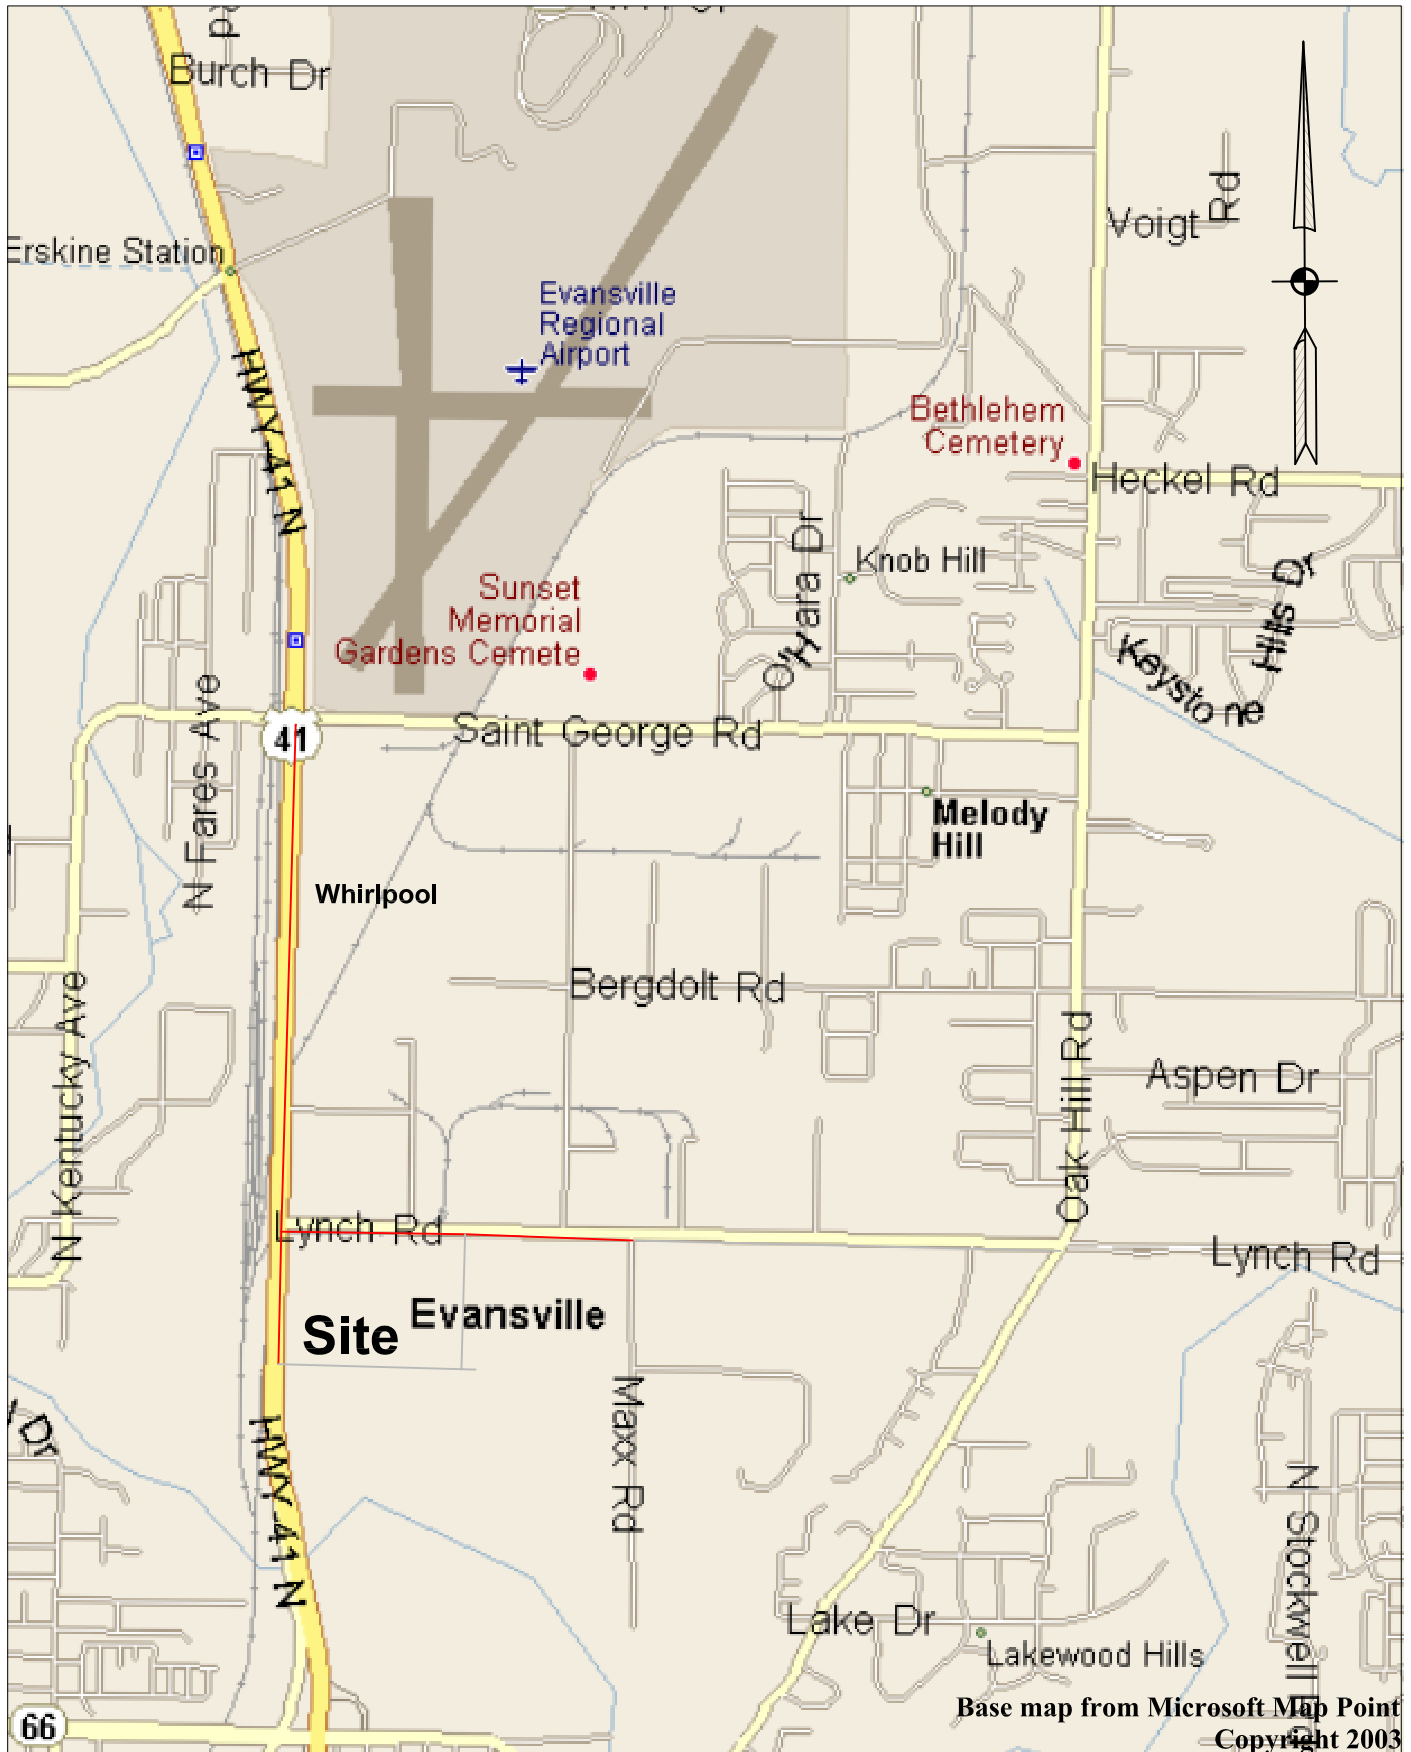 Burch Dr
Voigt Rd
Erskine Station
Evansville
Regional
Airport
HWY 41 N
Bethlehem
Cemetery
Heckel Rd
O'Hara Dr
Knob Hill
Hills Dr
Sunset
Memorial
Gardens Cemete
Keystone
N Fares Ave
41
Saint George Rd
Melody
Hill
Whirlpool
Bergdolt Rd
N Kentucky Ave
Oak Hill Rd
Aspen Dr
Lynch Rd
Lynch Rd
Evansville
Site
Maxx Rd
Dr
HWY 41 N
N Stockwell
Lake Dr
Lakewood Hills
66
Base map from Microsoft Map Point
Copyright 2003